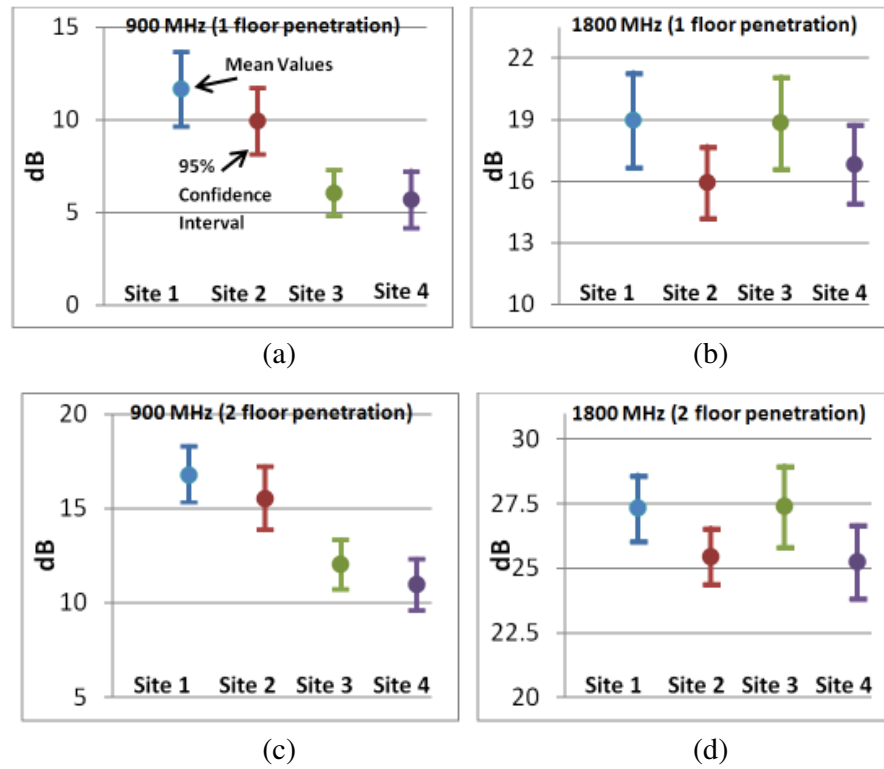 900 MHz (1 floor penetration)
15
10
5
0
dB
Mean Values
95%
Confidence
Interval
Site 1 Site 2 Site 3 Site 4
(a)
1800 MHz (1 floor penetration)
22
19
16
13
10
dB
Site 1 Site 2 Site 3 Site 4
(b)
900 MHz (2 floor penetration)
20
15
10
5
dB
Site 1 Site 2 Site 3 Site 4
(c)
1800 MHz (2 floor penetration)
30
27.5
25
22.5
20
dB
Site 1 Site 2 Site 3 Site 4
(d)